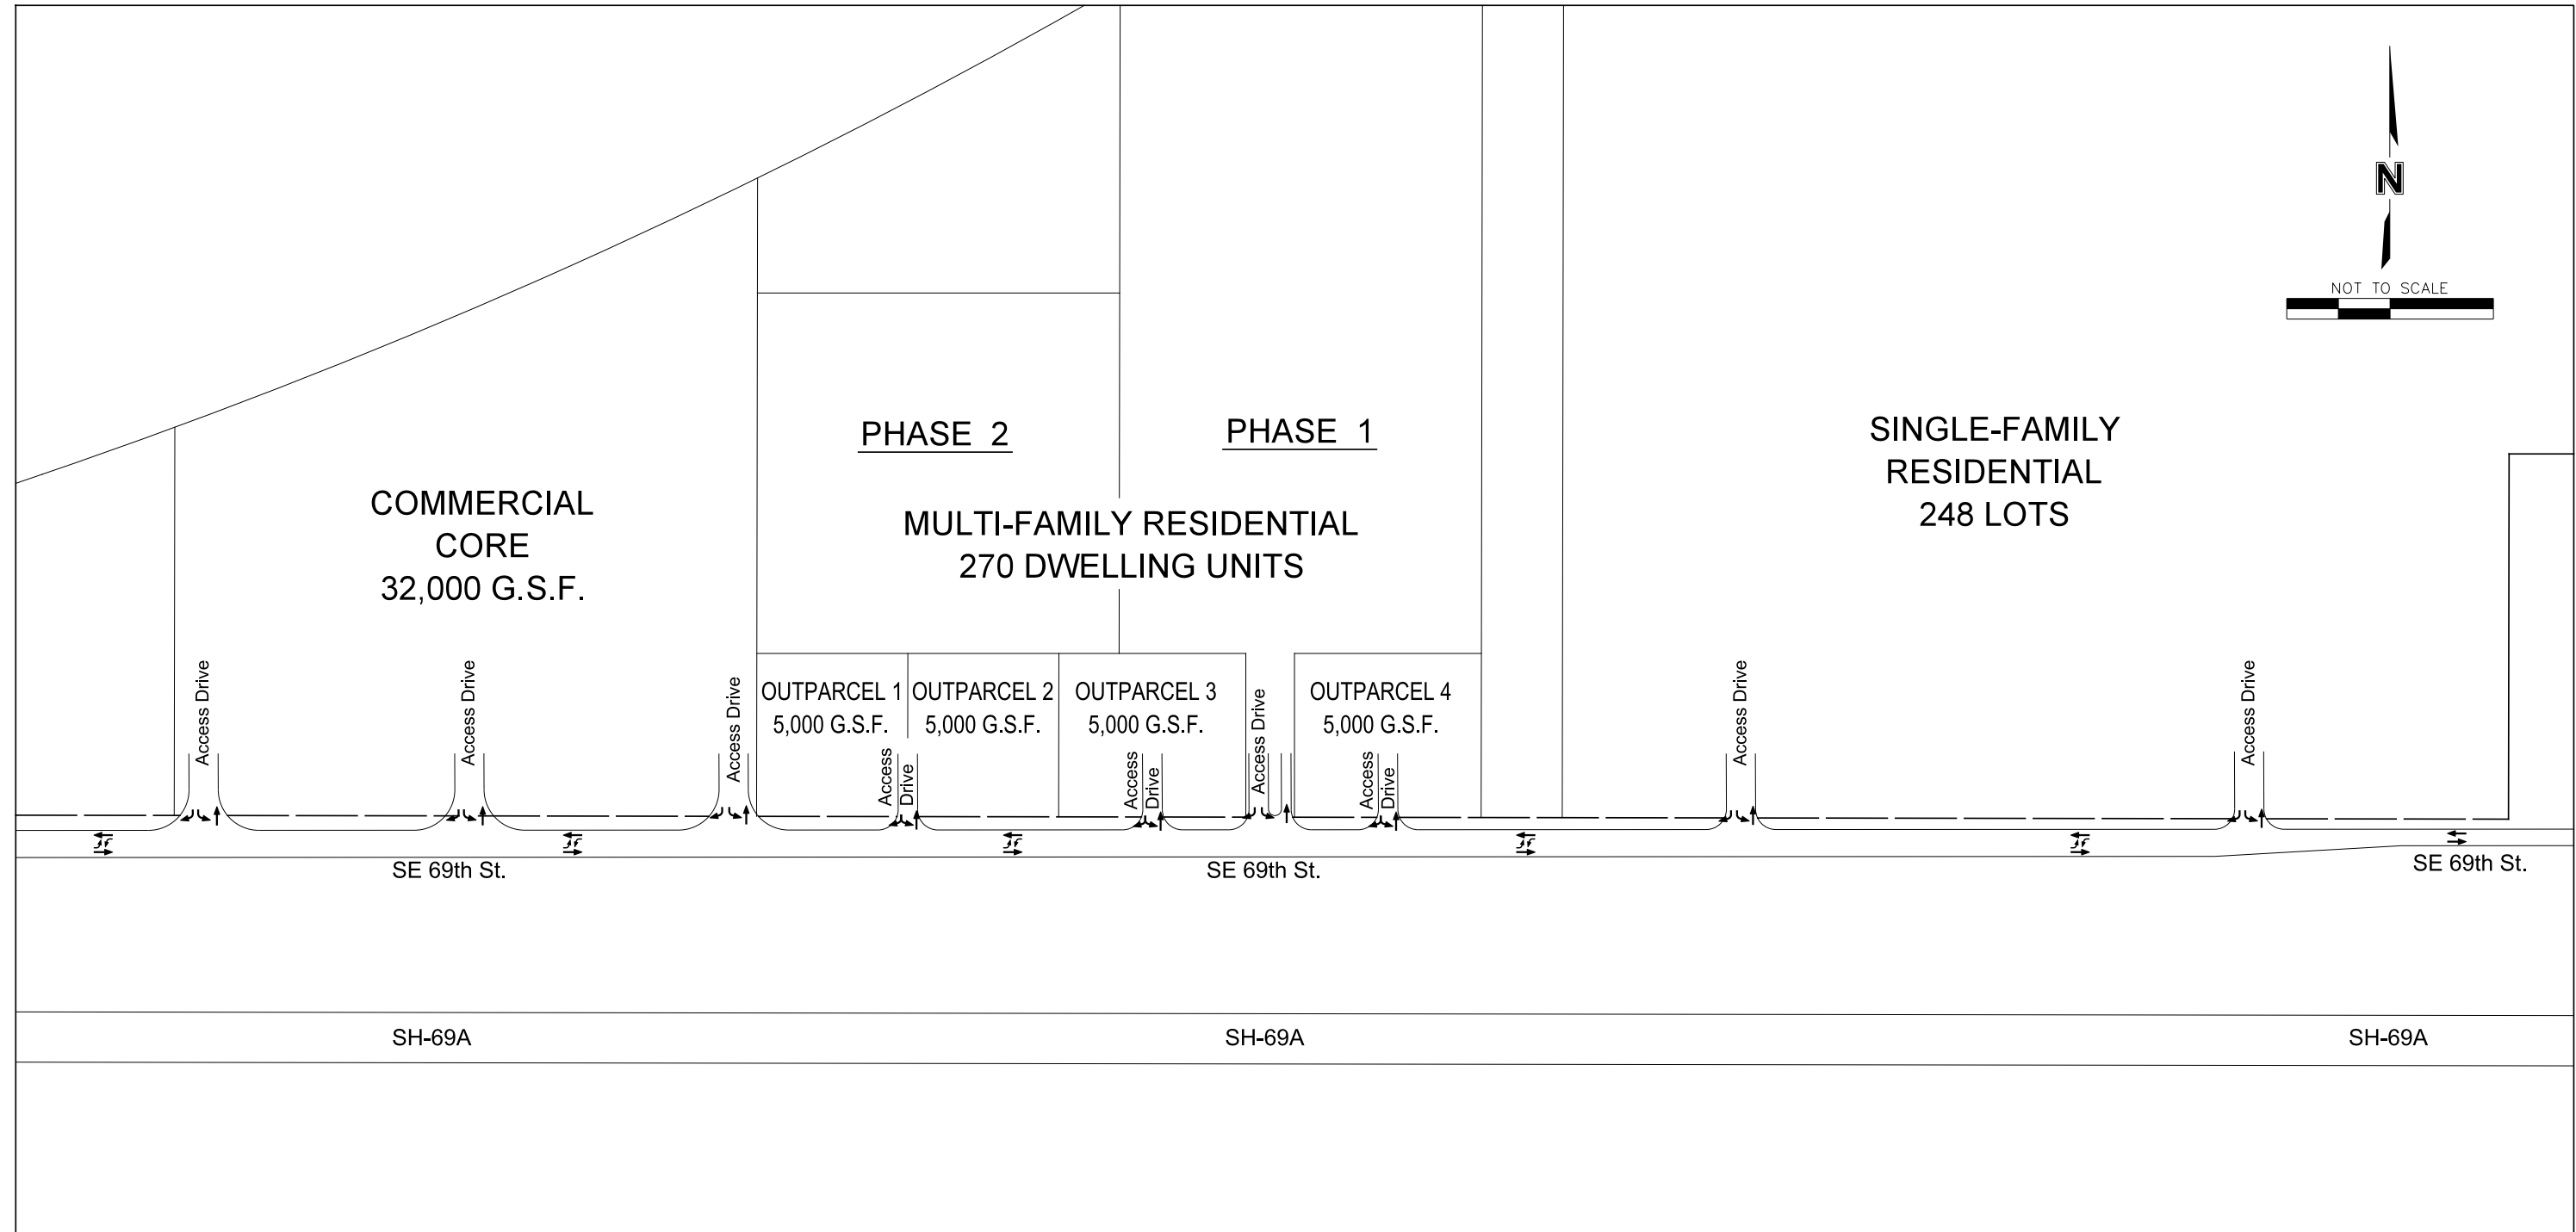 N
NOT TO SCALE
PHASE 2
PHASE 1
SINGLE-FAMILY
RESIDENTIAL
248 LOTS
COMMERCIAL
CORE
32,000 G.S.F.
MULTI-FAMILY RESIDENTIAL
270 DWELLING UNITS
OUTPARCEL 1
5,000 G.S.F.
OUTPARCEL 2
5,000 G.S.F.
OUTPARCEL 3
5,000 G.S.F.
OUTPARCEL 4
5,000 G.S.F.
Access Drive
Access Drive
Access Drive
Access
Drive
Access
Drive
Access Drive
Access
Drive
Access Drive
Access Drive
SE 69th St.
SE 69th St.
SE 69th St.
SH-69A
SH-69A
SH-69A